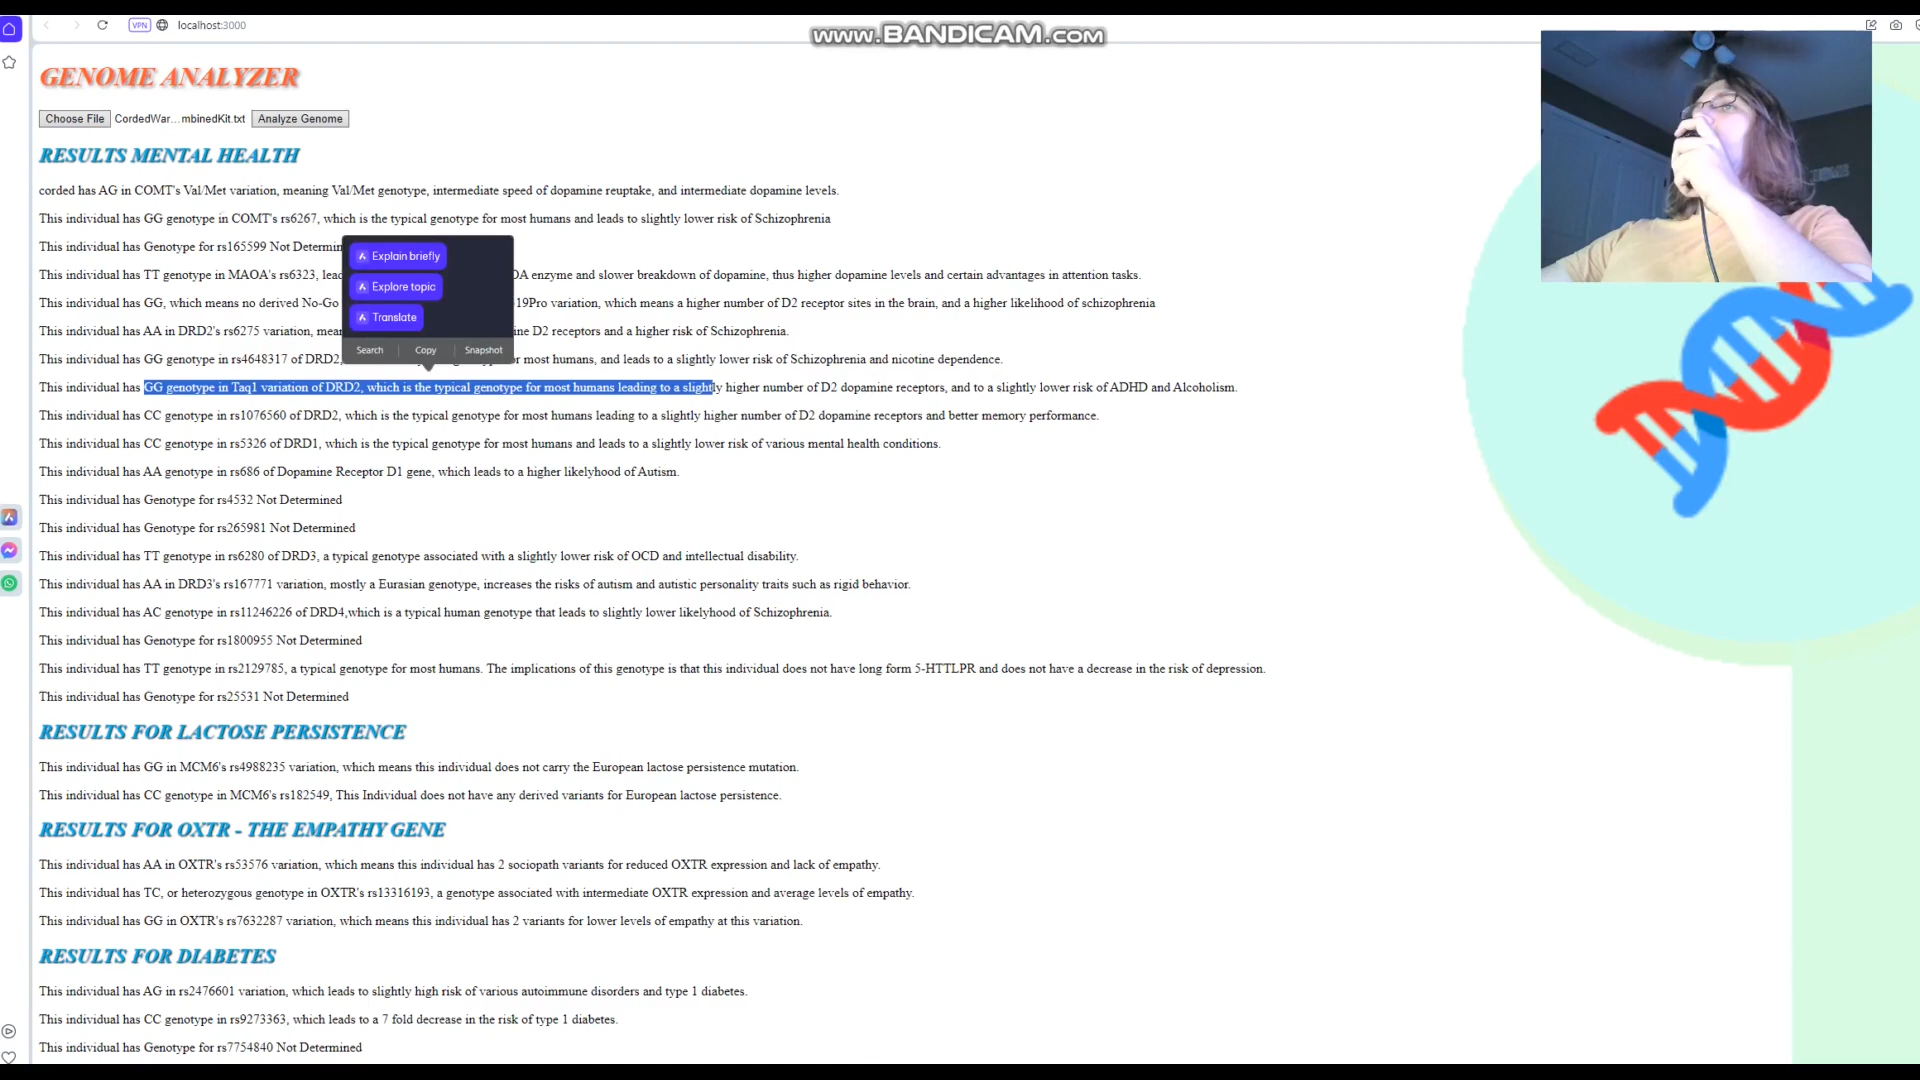 VPN
localhost:3000
www.BANDICAM.com
GENOME ANALYZER
Choose File CordedWar...mbinedKit.txt Analyze Genome
RESULTS MENTAL HEALTH
corded has AG in COMT's Val/Met variation, meaning Val/Met genotype, intermediate speed of dopamine reuptake, and intermediate dopamine levels.
This individual has GG genotype in COMT's rs6267, which is the typical genotype for most humans and leads to slightly lower risk of Schizophrenia
This individual has Genotype for rs165599 Not
Explain briefly
This individual has TT genotype in MAOA's rs6323, enzyme and slower breakdown of dopamine, thus higher dopamine levels and certain advantages in attention tasks.
Explore topic
This individual has GG, which means no derived No-Go 19Pro variation, which means a higher number of D2 receptor sites in the brain, and a higher likelihood of schizophrenia
Translate
This individual has AA in DRD2's rs6275 variation, D2 receptors and a higher risk of Schizophrenia.
Search Copy Snapshot
This individual has GG genotype in rs4648317 of DRD2, for most humans, and leads to a slightly lower risk of Schizophrenia and nicotine dependence.
This individual has GG genotype in Taq1 variation of DRD2, which is the typical genotype for most humans leading to a slightly higher number of D2 dopamine receptors, and to a slightly lower risk of ADHD and Alcoholism.
This individual has CC genotype in rs1076560 of DRD2, which is the typical genotype for most humans leading to a slightly higher number of D2 dopamine receptors and better memory performance.
This individual has CC genotype in rs5326 of DRD1, which is the typical genotype for most humans and leads to a slightly lower risk of various mental health conditions.
This individual has AA genotype in rs686 of Dopamine Receptor D1 gene, which leads to a higher likelyhood of Autism.
This individual has Genotype for rs4532 Not Determined
This individual has Genotype for rs265981 Not Determined
This individual has TT genotype in rs6280 of DRD3, a typical genotype associated with a slightly lower risk of OCD and intellectual disability.
This individual has AA in DRD3's rs167771 variation, mostly a Eurasian genotype, increases the risks of autism and autistic personality traits such as rigid behavior.
This individual has AC genotype in rs11246226 of DRD4,which is a typical human genotype that leads to slightly lower likelyhood of Schizophrenia.
This individual has Genotype for rs1800955 Not Determined
This individual has TT genotype in rs2129785, a typical genotype for most humans. The implications of this genotype is that this individual does not have long form 5-HTTLPR and does not have a decrease in the risk of depression.
This individual has Genotype for rs25531 Not Determined
RESULTS FOR LACTOSE PERSISTENCE
This individual has GG in MCM6's rs4988235 variation, which means this individual does not carry the European lactose persistence mutation.
This individual has CC genotype in MCM6's rs182549, This Individual does not have any derived variants for European lactose persistence.
RESULTS FOR OXTR - THE EMPATHY GENE
This individual has AA in OXTR's rs53576 variation, which means this individual has 2 sociopath variants for reduced OXTR expression and lack of empathy.
This individual has TC, or heterozygous genotype in OXTR's rs13316193, a genotype associated with intermediate OXTR expression and average levels of empathy.
This individual has GG in OXTR's rs7632287 variation, which means this individual has 2 variants for lower levels of empathy at this variation.
RESULTS FOR DIABETES
This individual has AG in rs2476601 variation, which leads to slightly high risk of various autoimmune disorders and type 1 diabetes.
This individual has CC genotype in rs9273363, which leads to a 7 fold decrease in the risk of type 1 diabetes.
This individual has Genotype for rs7754840 Not Determined